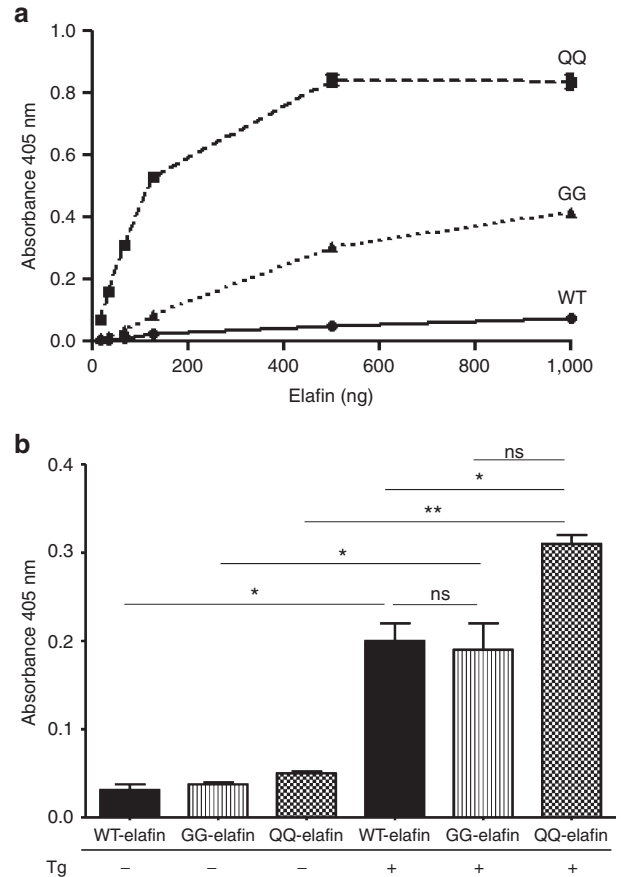 a
1.0
0.8
0.6
0.4
0.2
0.0
Absorbance 405 nm
QQ
GG
WT
0 200 400 600 800 1,000
Elafin (ng)
b
0.4
0.3
0.2
0.1
0.0
Absorbance 405 nm
ns
*
**
*
* ns
WT-elafin GG-elafin QQ-elafin WT-elafin GG-elafin QQ-elafin
Tg – – – + + +